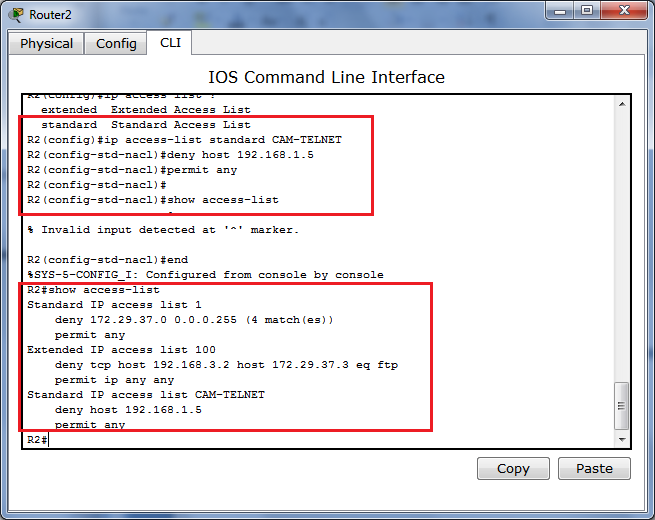 Router2
Physical
Config
CLI
IOS Command Line Interface
R2(config)#ip access list ?
extended Extended Access List
standard Standard Access List
R2(config)#ip access-list standard CAM-TELNET
R2(config-std-nacl)#deny host 192.168.1.5
R2(config-std-nacl)#permit any
R2(config-std-nacl)#
R2(config-std-nacl)#show access-list
^
% Invalid input detected at '^' marker.
R2(config-std-nacl)#end
%SYS-5-CONFIG_I: Configured from console by console
R2#show access-list
Standard IP access list 1
deny 172.29.37.0 0.0.0.255 (4 match(es))
permit any
Extended IP access list 100
deny tcp host 192.168.3.2 host 172.29.37.3 eq ftp
permit ip any any
Standard IP access list CAM-TELNET
deny host 192.168.1.5
permit any
R2#
Copy
Paste